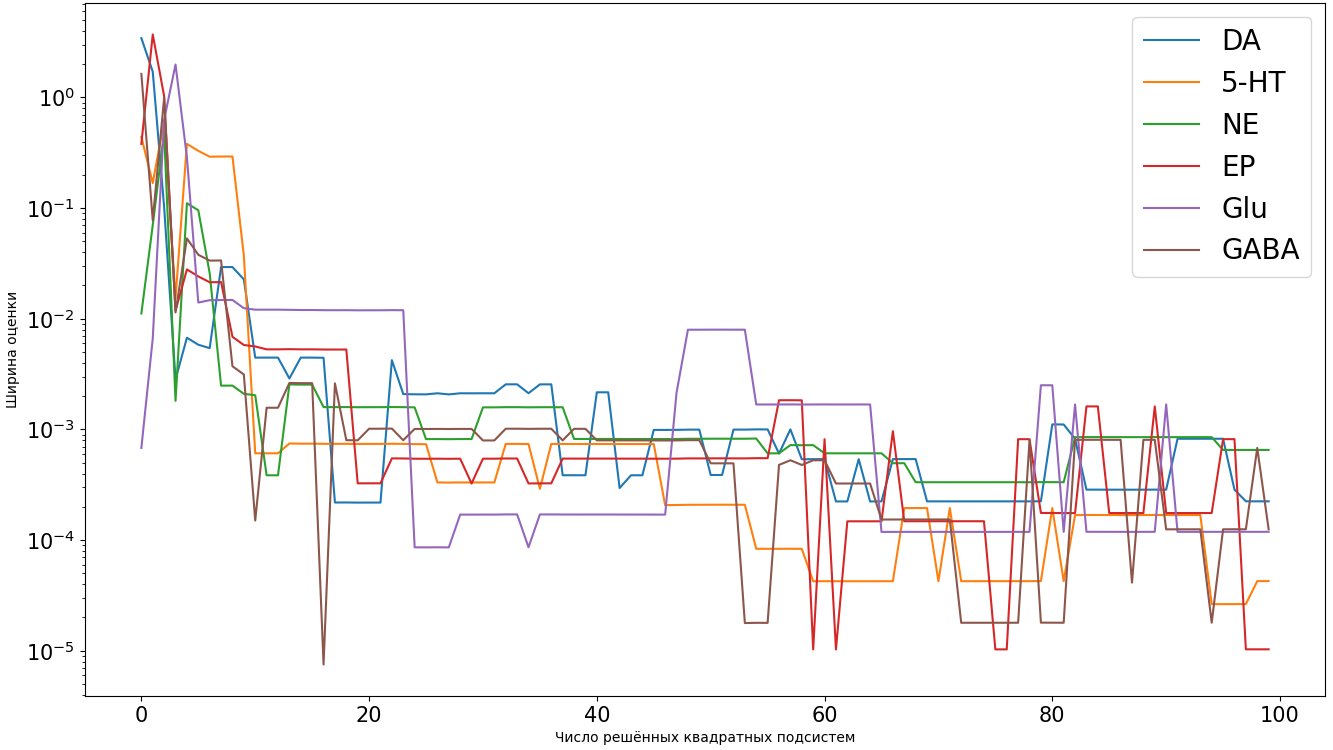 DA
5-HT
NE
EP
Glu
GABA
Ширина оценки
10⁰
10⁻¹
10⁻²
10⁻³
10⁻⁴
10⁻⁵
0 20 40 60 80 100
Число решённых квадратных подсистем